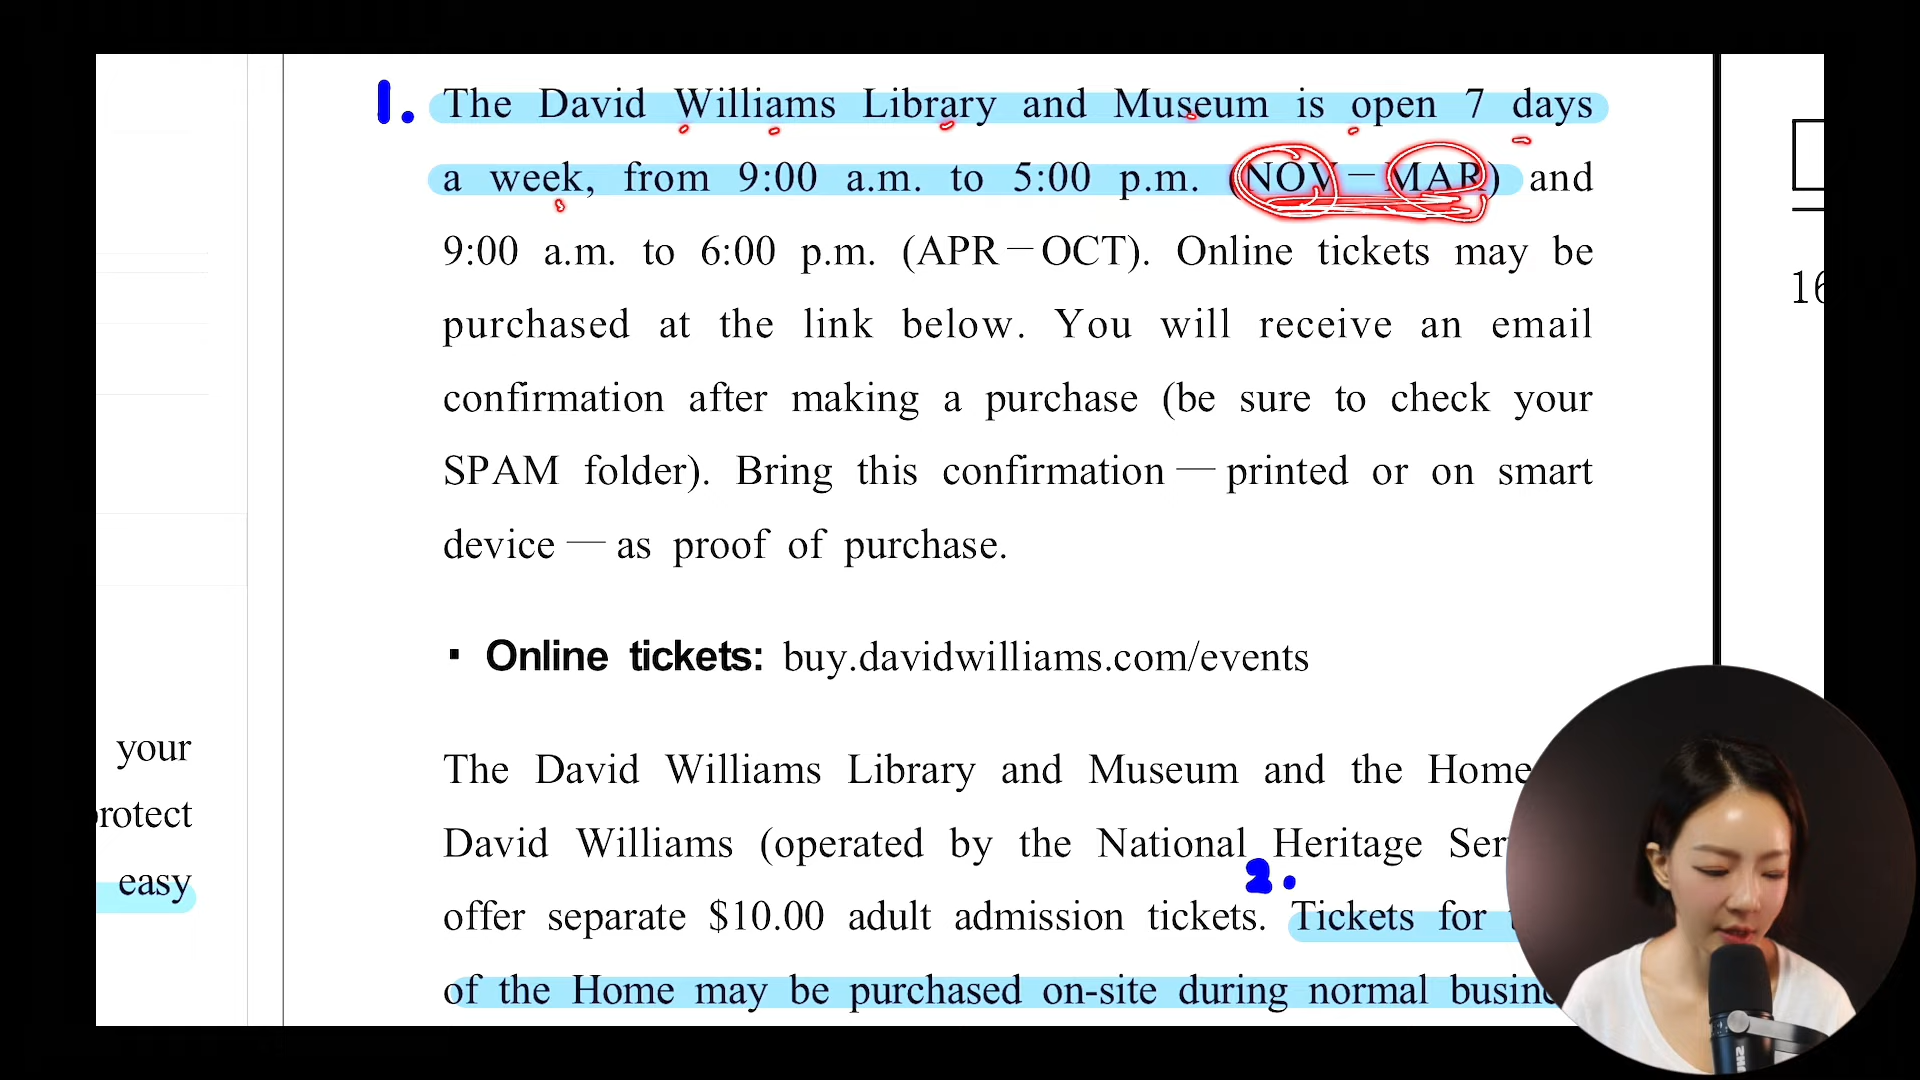 1. The David Williams Library and Museum is open 7 days
a week, from 9:00 a.m. to 5:00 p.m. (NOV－MAR) and
9:00 a.m. to 6:00 p.m. (APR－OCT). Online tickets may be
purchased at the link below. You will receive an email
confirmation after making a purchase (be sure to check your
SPAM folder). Bring this confirmation — printed or on smart
device — as proof of purchase.
▪ Online tickets: buy.davidwilliams.com/events
The David Williams Library and Museum and the Home
David Williams (operated by the National Heritage
2.
offer separate $10.00 adult admission tickets. Tickets for
of the Home may be purchased on-site during normal
your
easy
16